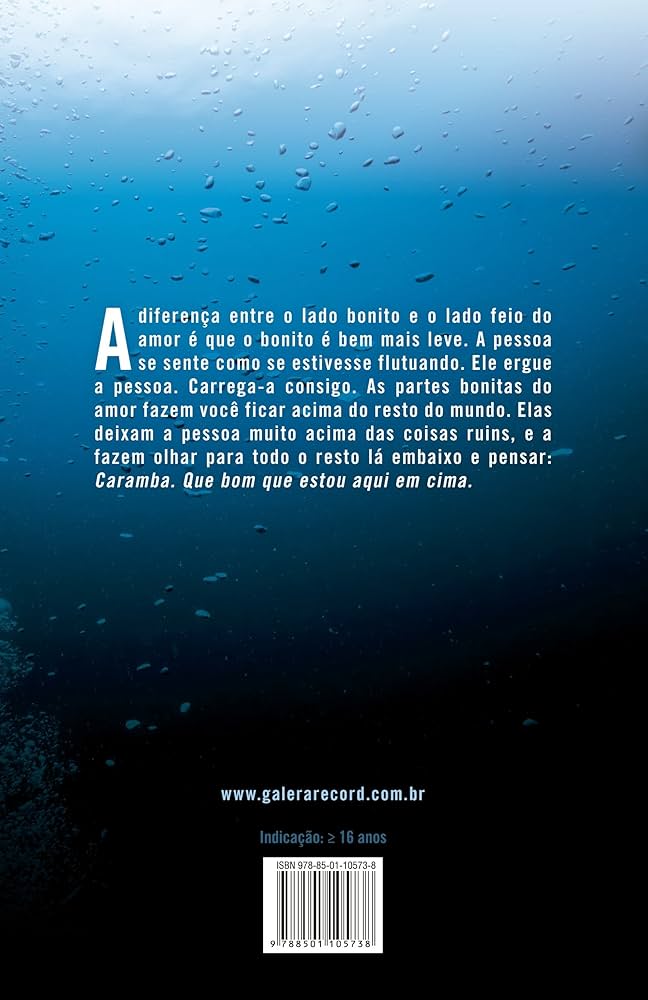 A diferença entre o lado bonito e o lado feio do
amor é que o bonito é bem mais leve. A pessoa
se sente como se estivesse flutuando. Ele ergue
a pessoa. Carrega-a consigo. As partes bonitas do
amor fazem você ficar acima do resto do mundo. Elas
deixam a pessoa muito acima das coisas ruins, e a
fazem olhar para todo o resto lá embaixo e pensar:
Caramba. Que bom que estou aqui em cima.
www.galerarecord.com.br
Indicação: ≥ 16 anos
ISBN 978-85-01-10573-8
9 788501 105738